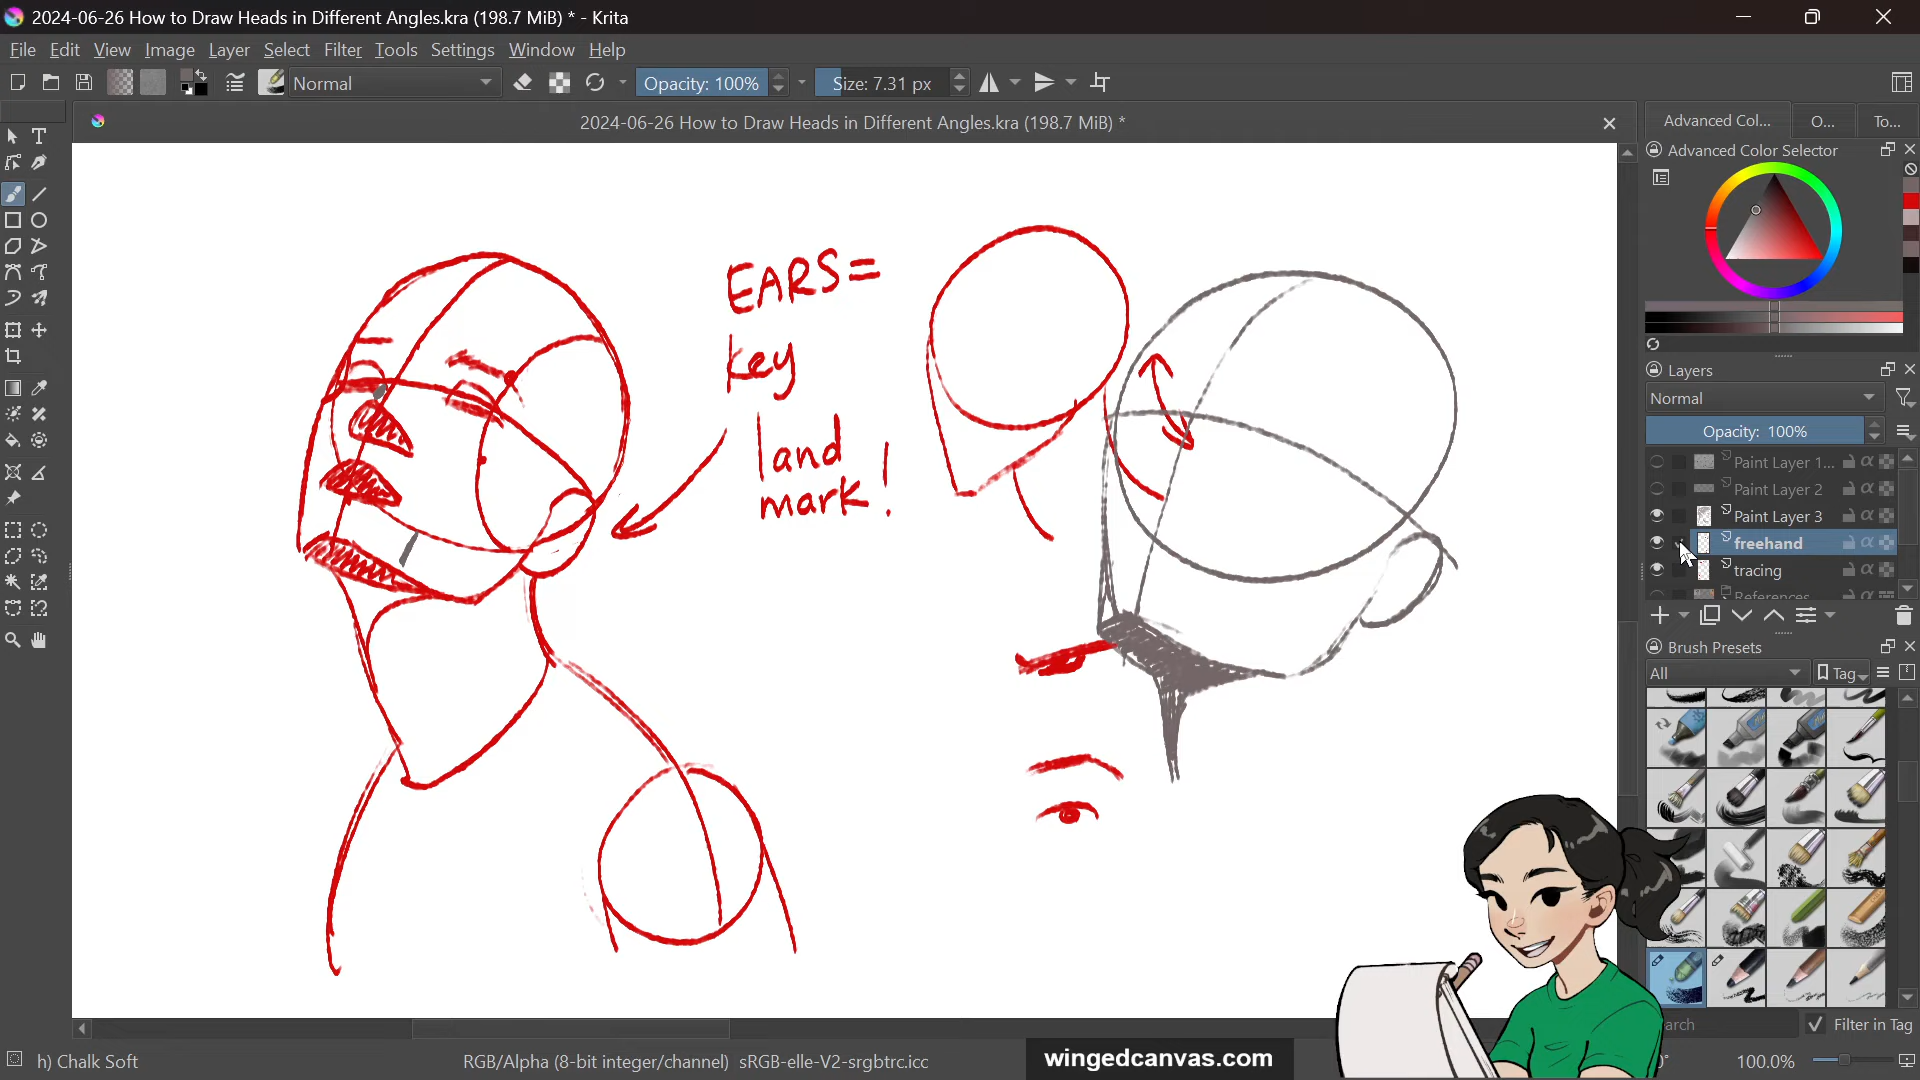 2024-06-26 How to Draw Heads in Different Angles.kra (198.7 MiB) * - Krita
File Edit View Image Layer Select Filter Tools Settings Window Help
Normal Opacity: 100% Size: 7.31 px
2024-06-26 How to Draw Heads in Different Angles.kra (198.7 MiB) *
Advanced Col... O... To...
Advanced Color Selector
EARS=
key
land
mark!
Layers
Normal
Opacity: 100%
Paint Layer 1...
Paint Layer 2
Paint Layer 3
freehand
tracing
References
Brush Presets
All Tag
Filter in Tag
h) Chalk Soft
RGB/Alpha (8-bit integer/channel) sRGB-elle-V2-srgbtrc.icc
wingedcanvas.com
100.0%